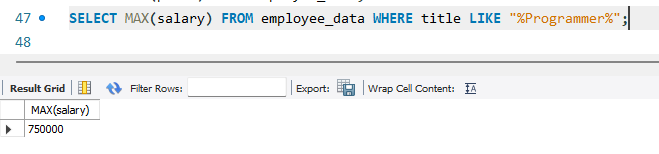 47 SELECT MAX(salary) FROM employee_data WHERE title LIKE "%Programmer%";
48
Result Grid Filter Rows: Export: Wrap Cell Content:
MAX(salary)
750000